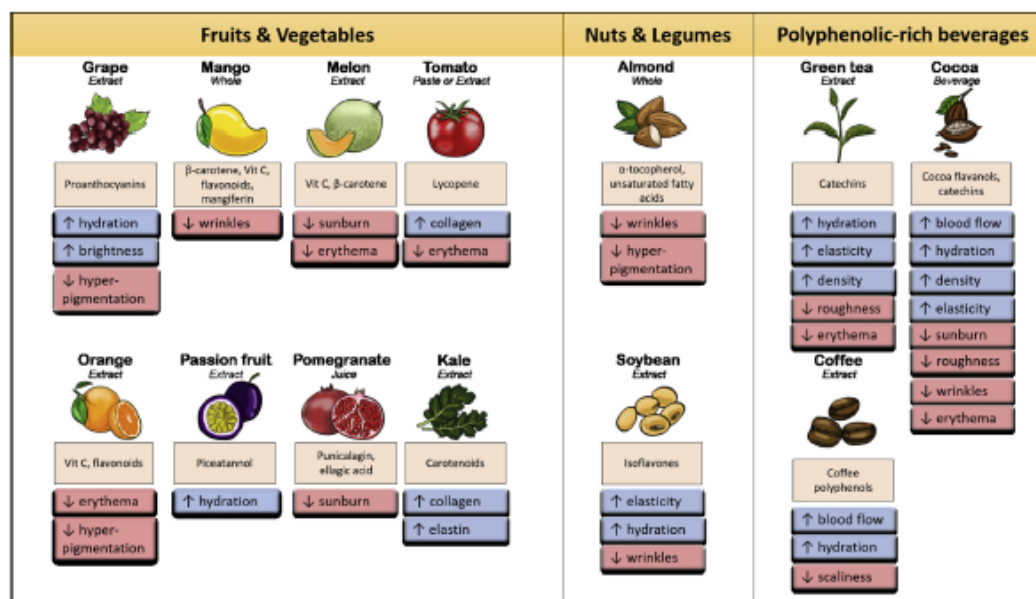 Fruits & Vegetables
Grape
Extract
Proanthocyanins
↑ hydration
↑ brightness
↓ hyper-
pigmentation
Mango
Whole
β-carotene, Vit C,
flavonoids,
mangiferin
↓ wrinkles
Melon
Extract
Vit C, β-carotene
↓ sunburn
↓ erythema
Tomato
Paste or Extract
Lycopene
↑ collagen
↓ erythema
Orange
Extract
Vit C, flavonoids
↓ erythema
↓ hyper-
pigmentation
Passion fruit
Extract
Piceatannol
↑ hydration
Pomegranate
Juice
Punicalagin,
ellagic acid
↓ sunburn
Kale
Extract
Carotenoids
↑ collagen
↑ elastin
Nuts & Legumes
Almond
Whole
α-tocopherol,
unsaturated fatty
acids
↓ wrinkles
↓ hyper-
pigmentation
Soybean
Extract
Isoflavones
↑ elasticity
↑ hydration
↓ wrinkles
Polyphenolic-rich beverages
Green tea
Extract
Catechins
↑ hydration
↑ elasticity
↑ density
↓ roughness
↓ erythema
Cocoa
Beverage
Cocoa flavanols,
catechins
↑ blood flow
↑ hydration
↑ density
↑ elasticity
↓ sunburn
↓ roughness
↓ wrinkles
↓ erythema
Coffee
Extract
Coffee
polyphenols
↑ blood flow
↑ hydration
↓ scaliness